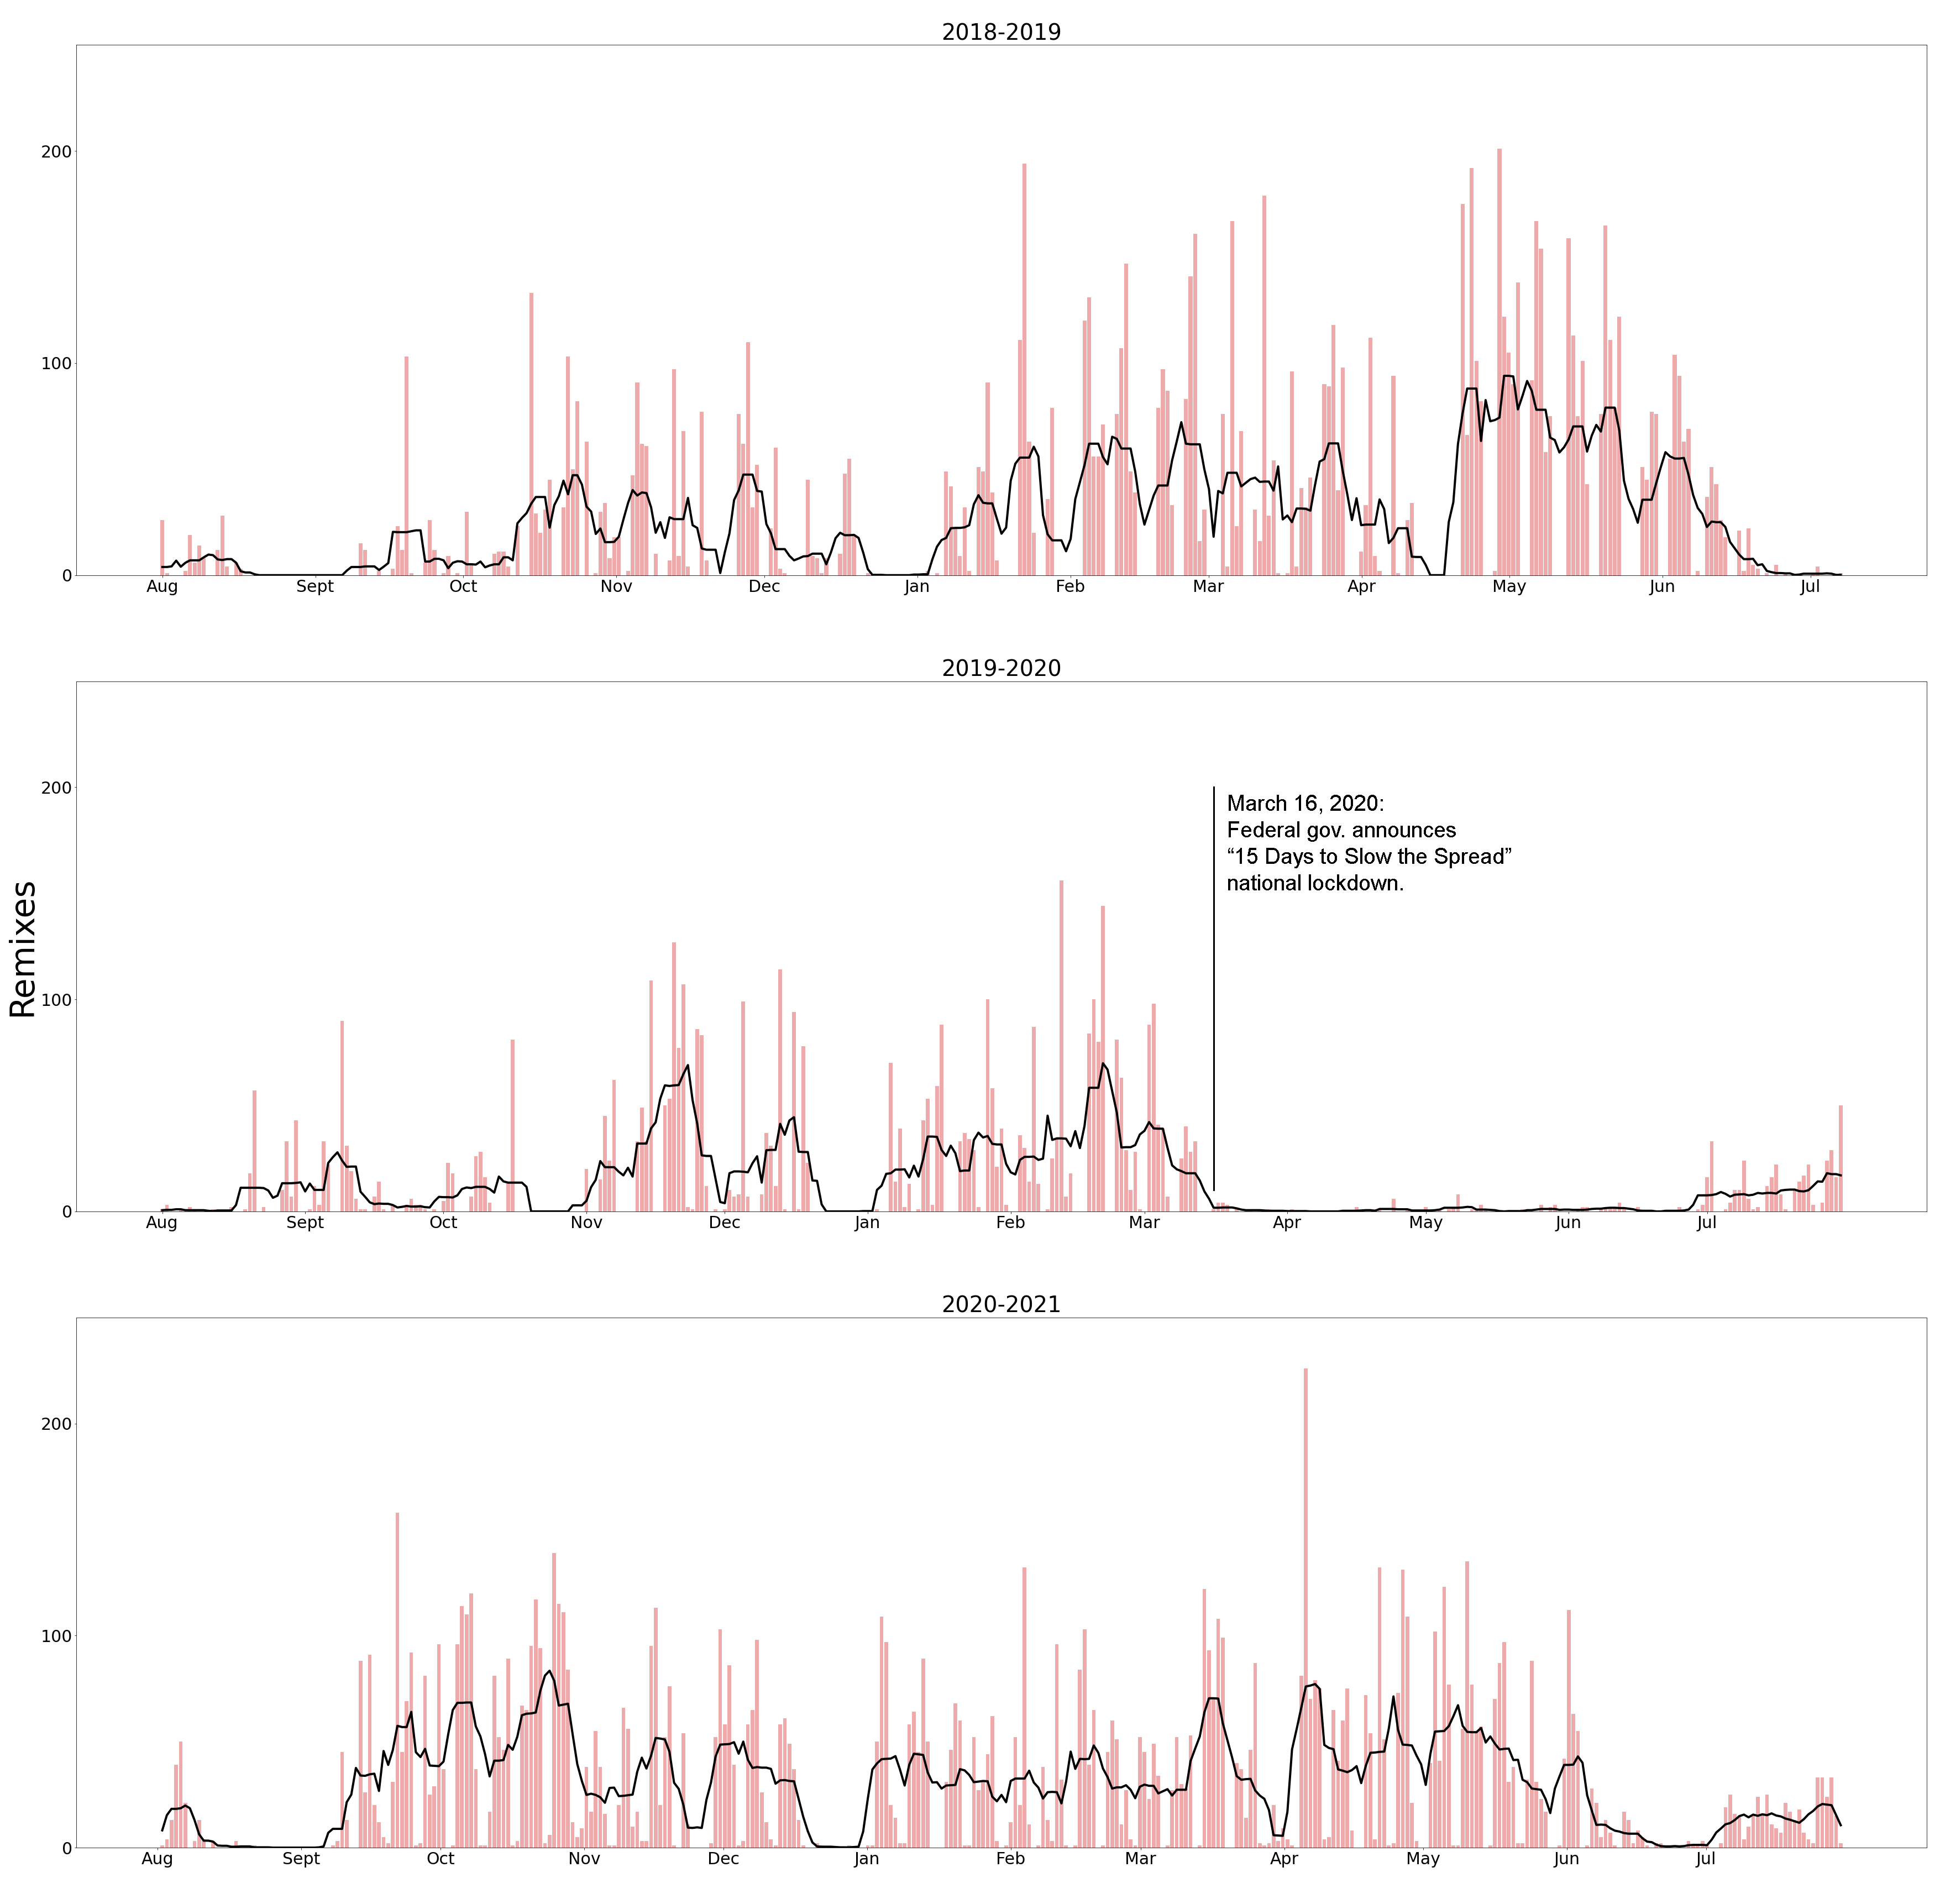 2018-2019
200
100
0
Aug Sept Oct Nov Dec Jan Feb Mar Apr May Jun Jul
2019-2020
Remixes
200
March 16, 2020:
Federal gov. announces
“15 Days to Slow the Spread”
national lockdown.
100
0
Aug Sept Oct Nov Dec Jan Feb Mar Apr May Jun Jul
2020-2021
200
100
0
Aug Sept Oct Nov Dec Jan Feb Mar Apr May Jun Jul